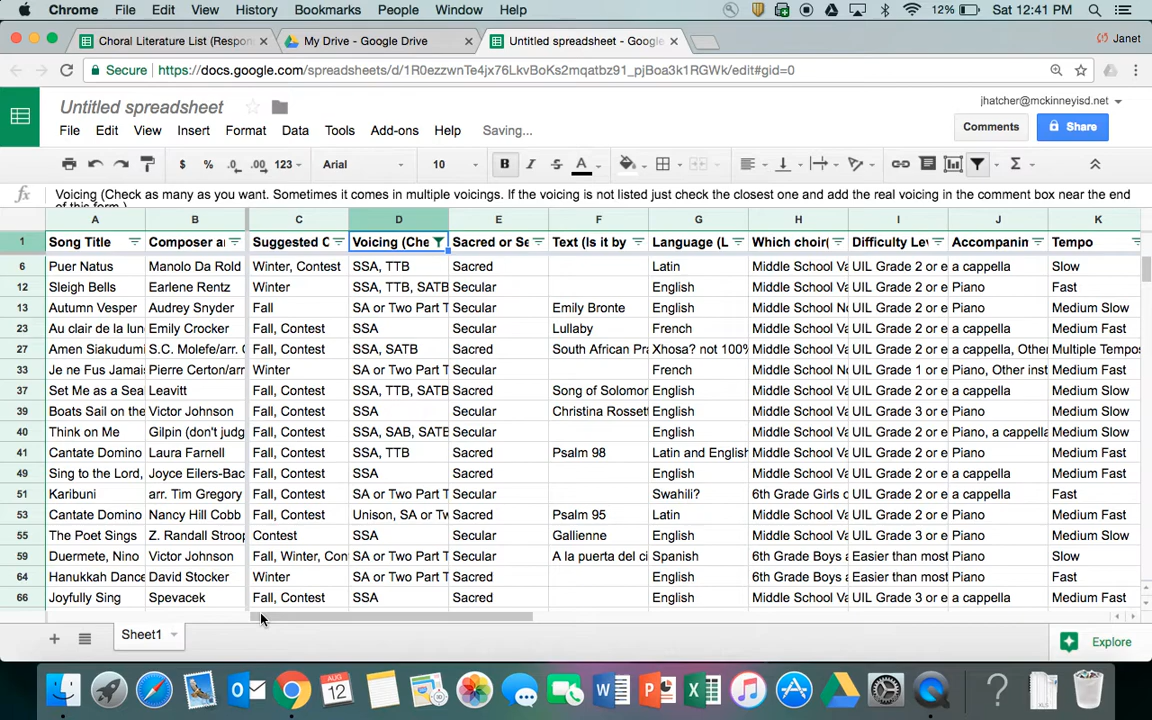 Chrome File Edit View History Bookmarks People Window Help 12% Sat 12:41 PM
Choral Literature List (Respon My Drive - Google Drive Untitled spreadsheet - Google Janet
Secure https://docs.google.com/spreadsheets/d/1R0ezzwnTe4jx76LkvBoKs2mqatbz91_pjBoa3k1RGWk/edit#gid=0
Untitled spreadsheet jhatcher@mckinneyisd.net
File Edit View Insert Format Data Tools Add-ons Help Saving... Comments Share
$ % .0 .00 123 Arial 10 B I S A Σ
fx Voicing (Check as many as you want. Sometimes it comes in multiple voicings. If the voicing is not listed just check the closest one and add the real voicing in the comment box near the end
of this form.)
A B C D E F G H I J K
1 Song Title Composer ar Suggested C Voicing (Che Sacred or Se Text (Is it by Language (L Which choir( Difficulty Lev Accompanin Tempo
6 Puer Natus Manolo Da Rold Winter, Contest SSA, TTB Sacred Latin Middle School Va UIL Grade 2 or e a cappella Slow
12 Sleigh Bells Earlene Rentz Winter SSA, TTB, SATB Secular English Middle School Va UIL Grade 2 or e Piano Fast
13 Autumn Vesper Audrey Snyder Fall SA or Two Part T Secular Emily Bronte English Middle School No UIL Grade 2 or e Piano Medium Slow
23 Au clair de la lun Emily Crocker Fall, Contest SSA Secular Lullaby French Middle School Va UIL Grade 2 or e a cappella Medium Fast
27 Amen Siakudumi S.C. Molefe/arr. C Fall, Contest SSA, SATB Sacred South African Pra Xhosa? not 100% Middle School Va UIL Grade 2 or e a cappella, Other Multiple Tempos
33 Je ne Fus Jamais Pierre Certon/arr Winter SA or Two Part T Secular French Middle School No UIL Grade 1 or e Piano, Other inst Medium Fast
37 Set Me as a Sea Leavitt Fall, Contest SSA, TTB, SATB Sacred Song of Solomor English Middle School Va UIL Grade 2 or e Piano Medium Slow
39 Boats Sail on the Victor Johnson Fall, Contest SSA Secular Christina Rosset English Middle School Va UIL Grade 3 or e Piano Medium Slow
40 Think on Me Gilpin (don't judg Fall, Contest SSA, SAB, SATB Secular English Middle School Va UIL Grade 2 or e Piano, a cappella Medium Slow
41 Cantate Domino Laura Farnell Fall, Contest SSA, TTB Sacred Psalm 98 Latin and English Middle School Va UIL Grade 2 or e Piano Medium Fast
49 Sing to the Lord, Joyce Eilers-Bac Fall, Contest SSA Sacred English Middle School Va UIL Grade 2 or e a cappella Medium Fast
51 Karibuni arr. Tim Gregory Fall, Contest SA or Two Part T Secular Swahili? 6th Grade Girls o UIL Grade 2 or e a cappella Fast
53 Cantate Domino Nancy Hill Cobb Fall, Contest Unison, SA or Tw Sacred Psalm 95 Latin Middle School Va UIL Grade 2 or e Piano Medium Fast
55 The Poet Sings Z. Randall Stroop Contest SSA Secular Gallienne English Middle School Va UIL Grade 3 or e Piano Medium Fast
59 Duermete, Nino Victor Johnson Fall, Winter, Con SA or Two Part T Secular A la puerta del ci Spanish 6th Grade Boys a Easier than most Piano Slow
64 Hanukkah Dance David Stocker Winter SA or Two Part T Sacred English 6th Grade Boys a Easier than most Piano Fast
66 Joyfully Sing Spevacek Fall, Contest SSA Sacred English Middle School Va UIL Grade 3 or e a cappella Medium Fast
Sheet1 Explore
AUG 12